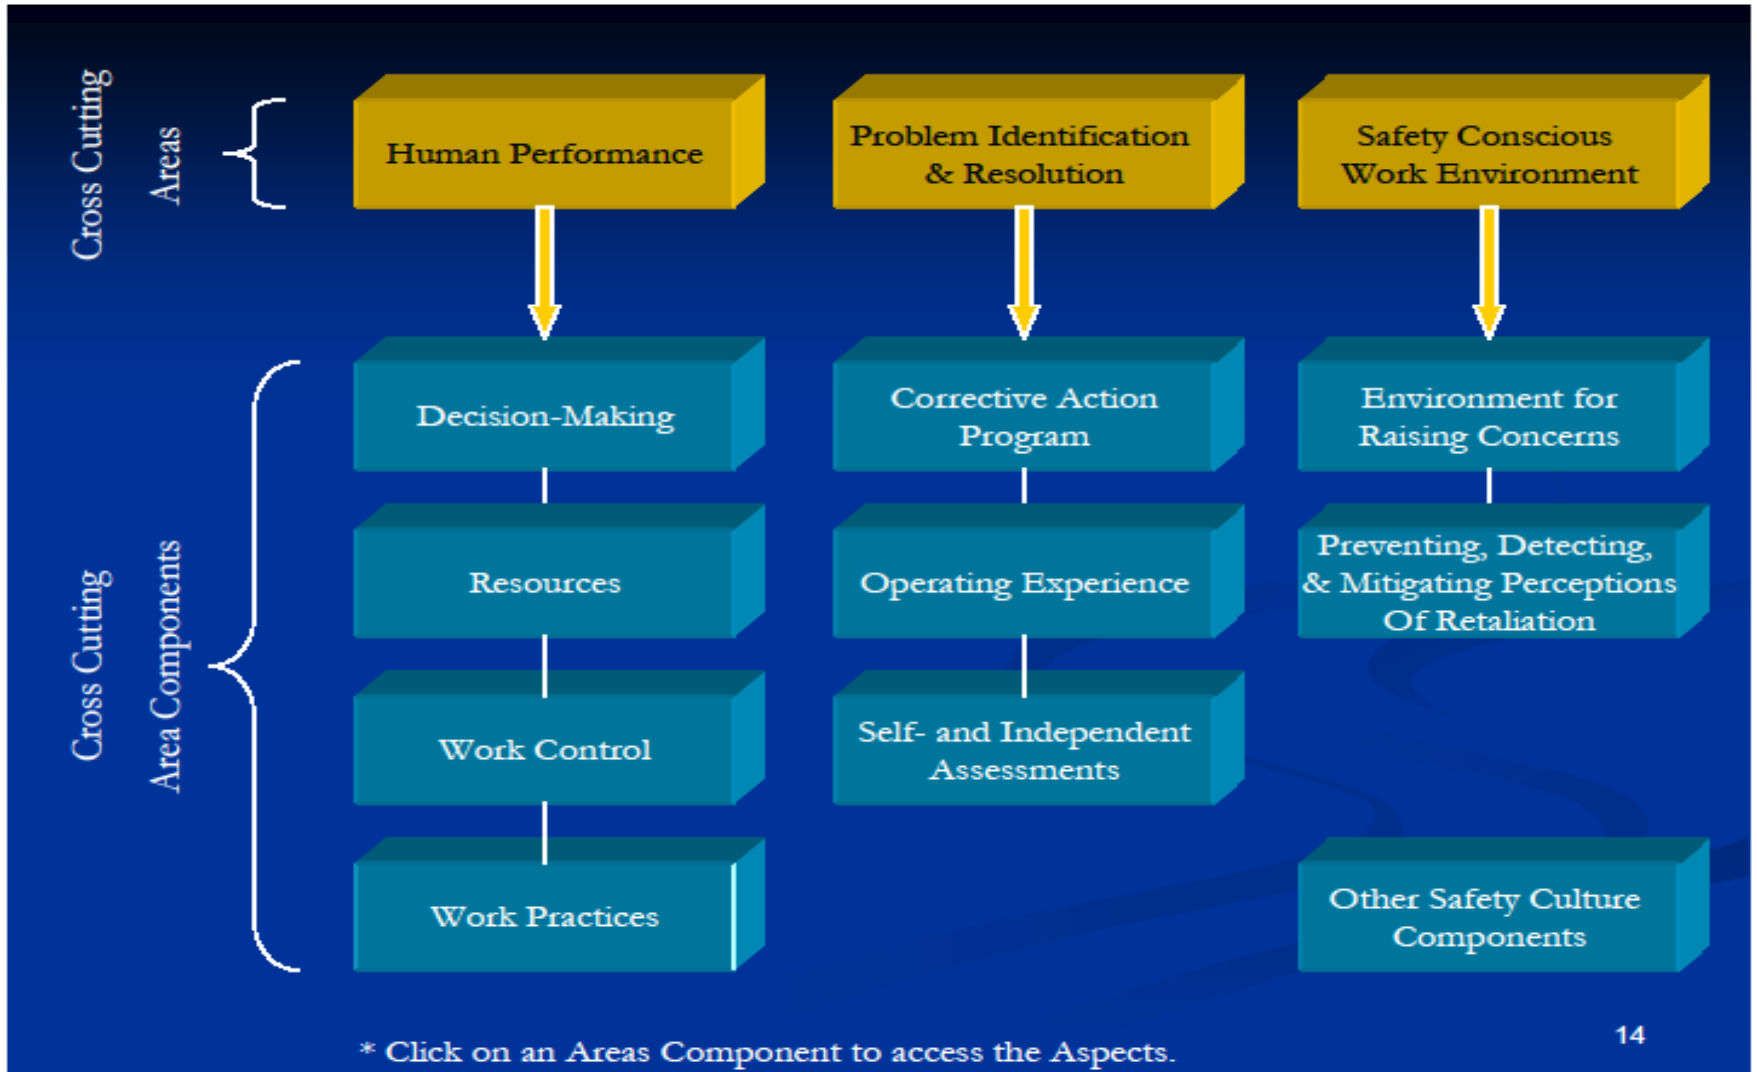 Cross Cutting
Areas
Human Performance
Problem Identification
& Resolution
Safety Conscious
Work Environment
Cross Cutting
Area Components
Decision-Making
Resources
Work Control
Work Practices
Corrective Action
Program
Operating Experience
Self- and Independent
Assessments
Environment for
Raising Concerns
Preventing, Detecting,
& Mitigating Perceptions
Of Retaliation
Other Safety Culture
Components
* Click on an Areas Component to access the Aspects.
14